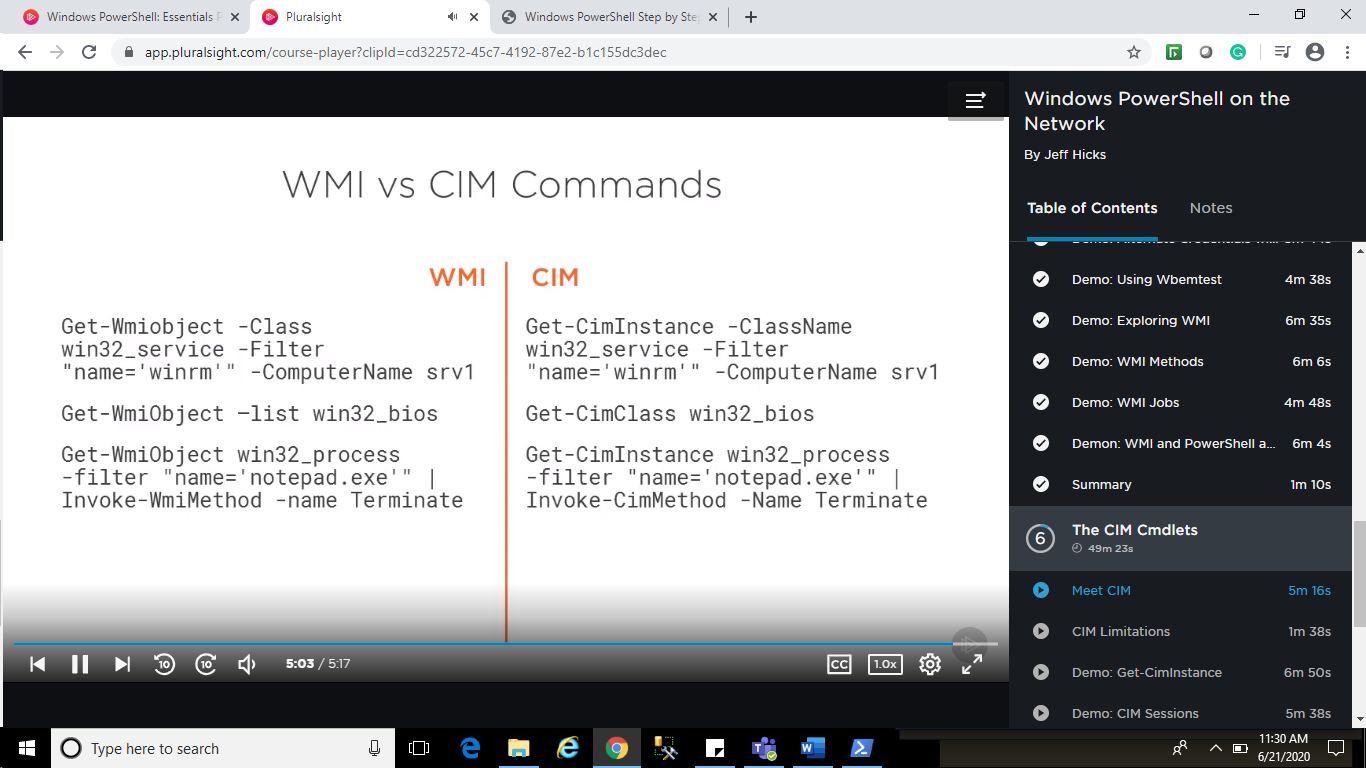 Windows PowerShell: Essentials P
Pluralsight
Windows PowerShell Step by Ste
app.pluralsight.com/course-player?clipId=cd322572-45c7-4192-87e2-b1c155dc3dec
WMI vs CIM Commands
WMI
Get-Wmiobject -Class
win32_service -Filter
"name='winrm'" -ComputerName srv1
Get-WmiObject –list win32_bios
Get-WmiObject win32_process
-filter "name='notepad.exe'" |
Invoke-WmiMethod -name Terminate
CIM
Get-CimInstance -ClassName
win32_service -Filter
"name='winrm'" -ComputerName srv1
Get-CimClass win32_bios
Get-CimInstance win32_process
-filter "name='notepad.exe'" |
Invoke-CimMethod -Name Terminate
10
10
5:03 / 5:17
CC
1.0x
Windows PowerShell on the
Network
By Jeff Hicks
Table of Contents
Notes
Demo: Using Wbemtest 4m 38s
Demo: Exploring WMI 6m 35s
Demo: WMI Methods 6m 6s
Demo: WMI Jobs 4m 48s
Demon: WMI and PowerShell a... 6m 4s
Summary 1m 10s
6
The CIM Cmdlets
49m 23s
Meet CIM 5m 16s
CIM Limitations 1m 38s
Demo: Get-CimInstance 6m 50s
Demo: CIM Sessions 5m 38s
Type here to search
11:30 AM
6/21/2020